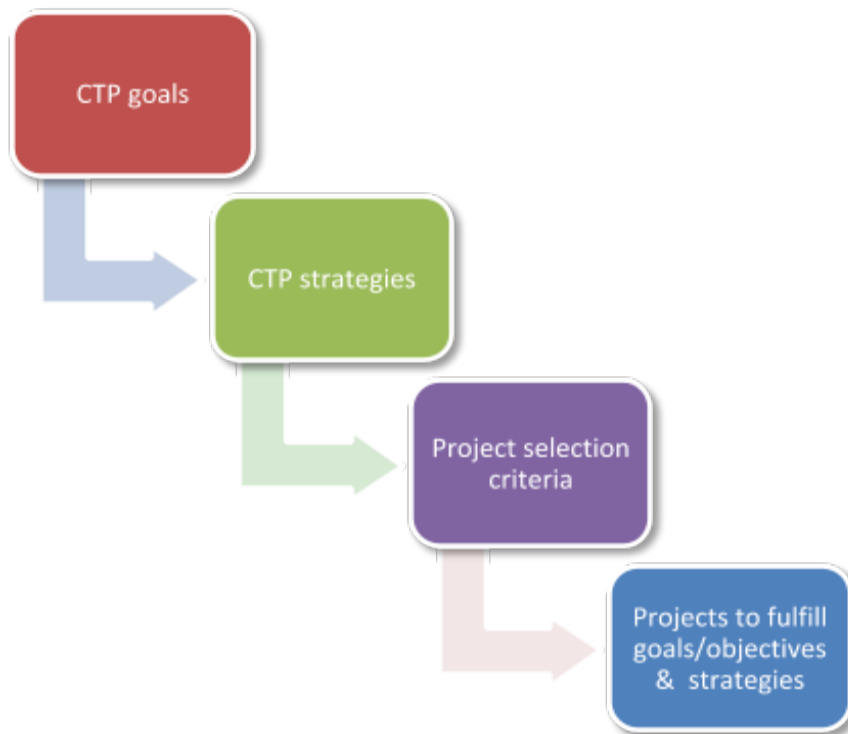 CTP goals
CTP strategies
Project selection
criteria
Projects to fulfill
goals/objectives
& strategies